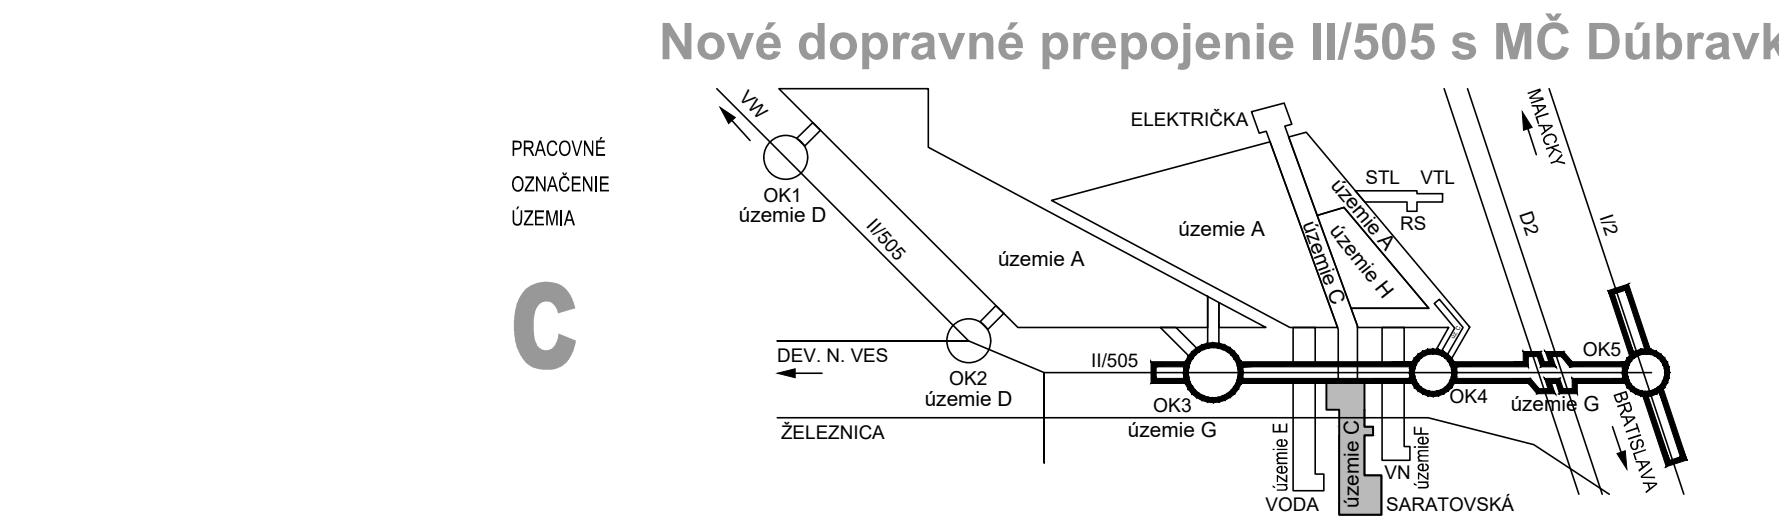 Nové dopravné prepojenie II/505 s MČ Dúbravk
PRACOVNÉ
OZNAČENIE
ÚZEMIA
C
VW
OK1
území D
II/505
území A
DEV. N. VES
OK2
územie D
ŽELEZNICA
ELEKTRIČKA
územie A
územie C
územie A
územie H
STL VTL
RS
MALACKY
D2
I/2
II/505
OK3
územie G
OK4
OK5
územie G
BRATISLAVA
územie E
VODA
územie C
VN
územieF
SARATOVSKÁ